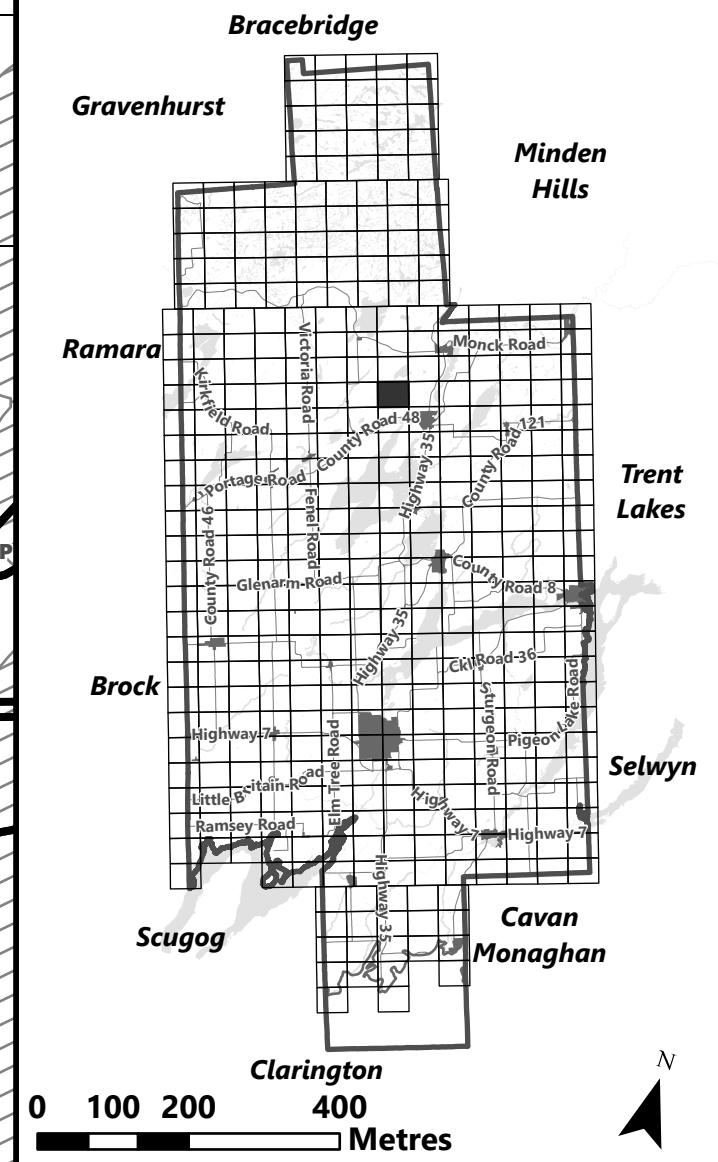 Bracebridge
Gravenhurst
Minden
Hills
Ramara
Monck Road
Victoria Road
Kirkfield Road
County Road 48
Highway 35
County Road 121
Portage Road
Fenel Road
Trent
Lakes
County Road 46
P
Glenarm Road
County Road 8
Highway 35
Ckl Road 36
Brock
Sturgeon Road
Pigeon Lake Road
Highway 7
Elm Tree Road
Selwyn
Little Britain Road
Ramsey Road
Highway 7
Highway 7
Highway 35
Scugog
Cavan
Monaghan
Clarington
N
0 100 200 400
Metres